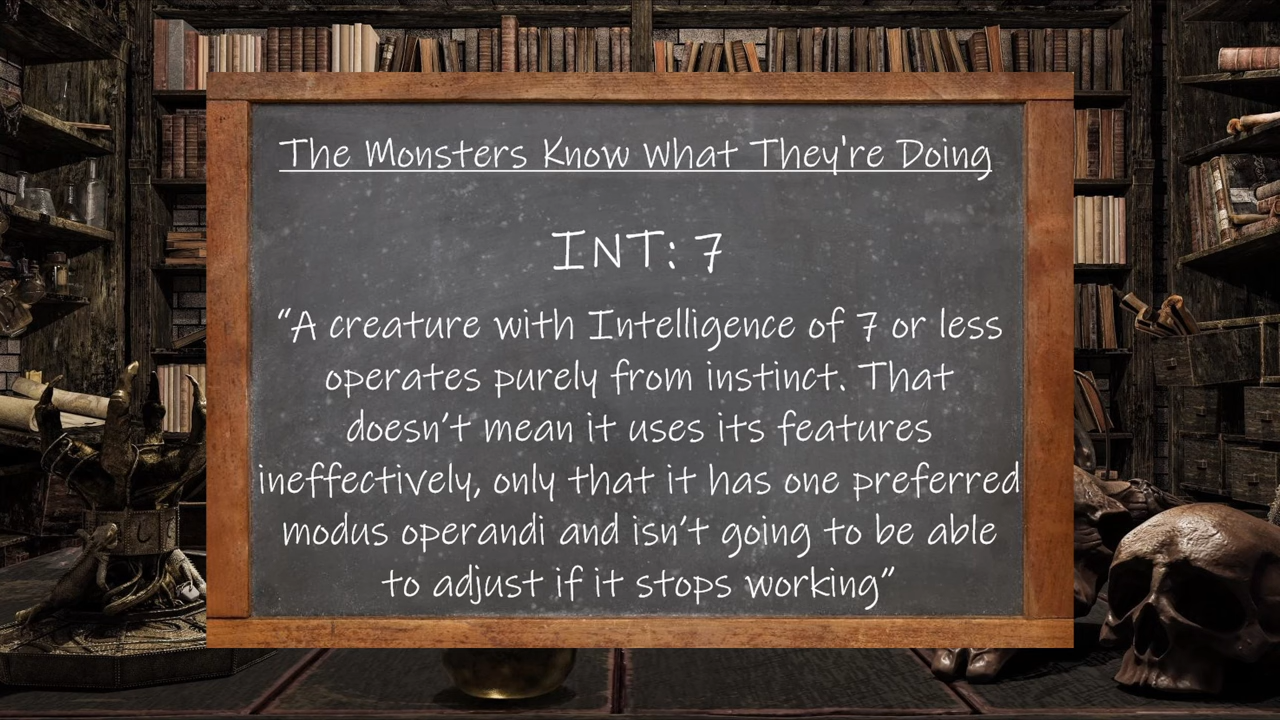 The Monsters Know What They're Doing
INT: 7
“A creature with Intelligence of 7 or less
operates purely from instinct. That
doesn’t mean it uses its features
ineffectively, only that it has one preferred
modus operandi and isn’t going to be able
to adjust if it stops working”